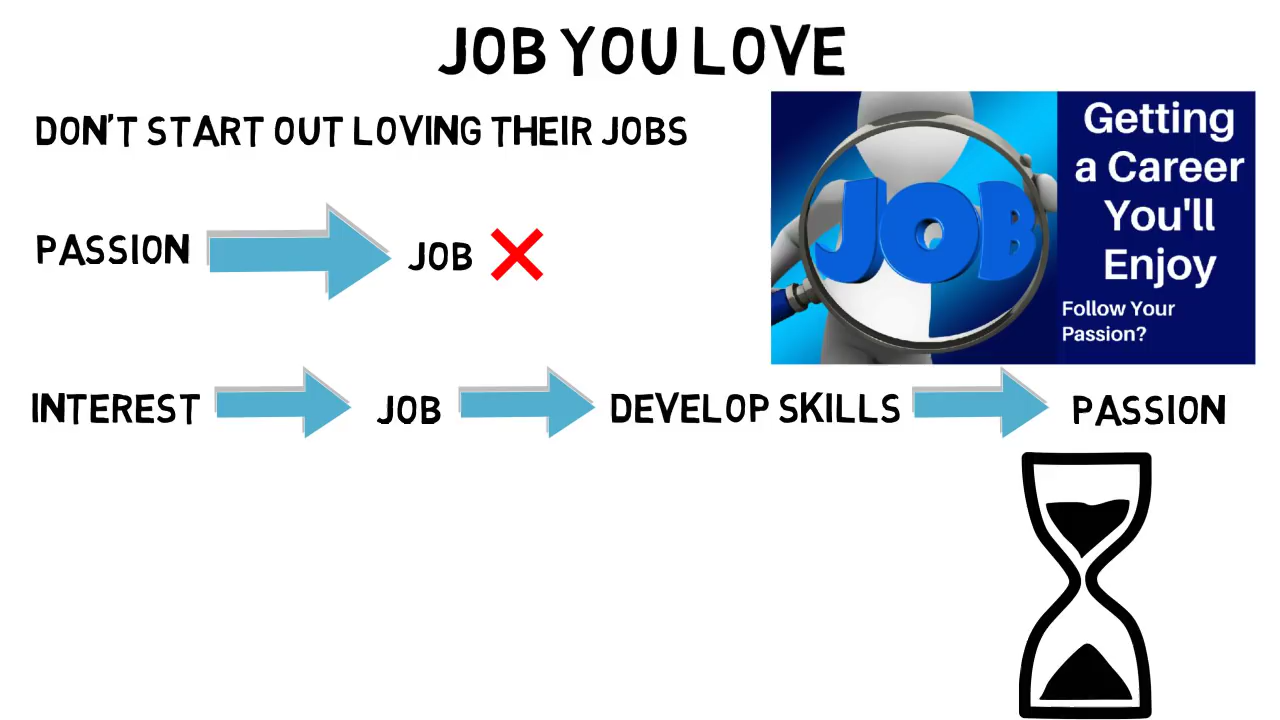 JOB YOU LOVE
DON'T START OUT LOVING THEIR JOBS
PASSION
JOB
JOB
Getting
a Career
You'll
Enjoy
Follow Your
Passion?
INTEREST
JOB
DEVELOP SKILLS
PASSION